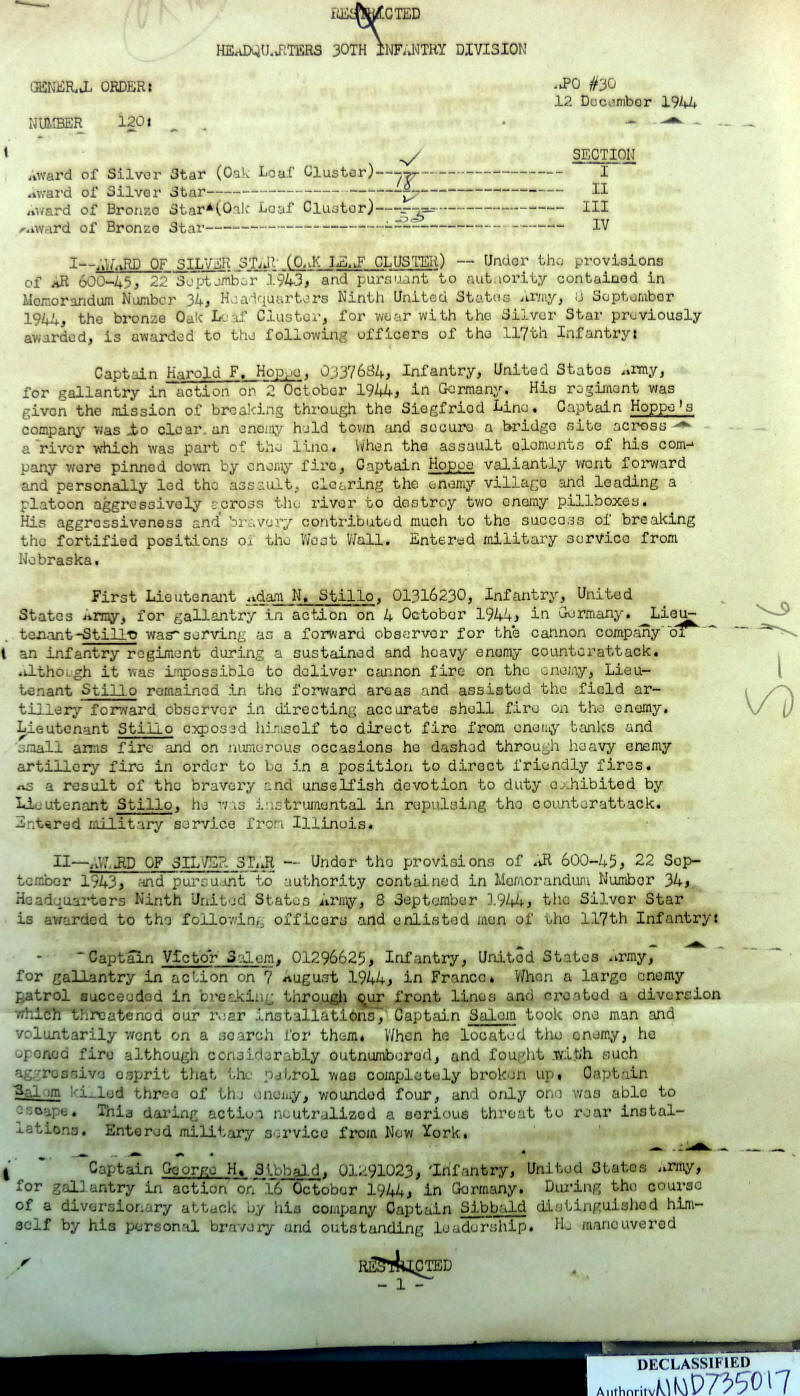 RESTRICTED
HEADQUARTERS 30TH INFANTRY DIVISION
GENERAL ORDER:
APO #30
12 December 1944
NUMBER 120:
SECTION
Award of Silver Star (Oak Leaf Cluster)-------------------- I
18
Award of Silver Star---------------------------------------- II
Award of Bronze Star (Oak Leaf Cluster)-------------------- III
Award of Bronze Star---------------------------------------- IV
I--AWARD OF SILVER STAR (OAK LEAF CLUSTER) -- Under the provisions
of AR 600-45, 22 September 1943, and pursuant to authority contained in
Memorandum Number 34, Headquarters Ninth United States Army, 8 September
1944, the bronze Oak Leaf Cluster, for wear with the Silver Star previously
awarded, is awarded to the following officers of the 117th Infantry:
Captain Harold F. Hoppe, 0337684, Infantry, United States Army,
for gallantry in action on 2 October 1944, in Germany. His regiment was
given the mission of breaking through the Siegfried Line. Captain Hoppe's
company was to clear an enemy held town and secure a bridge site across
a river which was part of the line. When the assault elements of his com-
pany were pinned down by enemy fire, Captain Hoppe valiantly went forward
and personally led the assault, clearing the enemy village and leading a
platoon aggressively across the river to destroy two enemy pillboxes.
His aggressiveness and bravery contributed much to the success of breaking
the fortified positions of the West Wall. Entered military service from
Nebraska.
First Lieutenant Adam N. Stillo, 01316230, Infantry, United
States Army, for gallantry in action on 4 October 1944, in Germany. Lieu-
tenant Stillo was serving as a forward observer for the cannon company of
an infantry regiment during a sustained and heavy enemy counterattack.
Although it was impossible to deliver cannon fire on the enemy, Lieu-
tenant Stillo remained in the forward areas and assisted the field ar-
tillery forward observer in directing accurate shell fire on the enemy.
Lieutenant Stillo exposed himself to direct fire from enemy tanks and
small arms fire and on numerous occasions he dashed through heavy enemy
artillery fire in order to be in a position to direct friendly fires.
As a result of the bravery and unselfish devotion to duty exhibited by
Lieutenant Stillo, he was instrumental in repulsing the counterattack.
Entered military service from Illinois.
II--AWARD OF SILVER STAR -- Under the provisions of AR 600-45, 22 Sep-
tember 1943, and pursuant to authority contained in Memorandum Number 34,
Headquarters Ninth United States Army, 8 September 1944, the Silver Star
is awarded to the following officers and enlisted men of the 117th Infantry:
Captain Victor Salem, 01296625, Infantry, United States Army,
for gallantry in action on 7 August 1944, in France. When a large enemy
patrol succeeded in breaking through our front lines and created a diversion
which threatened our rear installations, Captain Salem took one man and
voluntarily went on a search for them. When he located the enemy, he
opened fire although considerably outnumbered, and fought with such
aggressive esprit that the patrol was completely broken up. Captain
Salem killed three of the enemy, wounded four, and only one was able to
escape. This daring action neutralized a serious threat to rear instal-
lations. Entered military service from New York.
Captain George H. Sibbald, 01291023, Infantry, United States Army,
for gallantry in action on 16 October 1944, in Germany. During the course
of a diversionary attack by his company Captain Sibbald distinguished him-
self by his personal bravery and outstanding leadership. He maneuvered
RESTRICTED
- 1 -
DECLASSIFIED
Authority NND735017